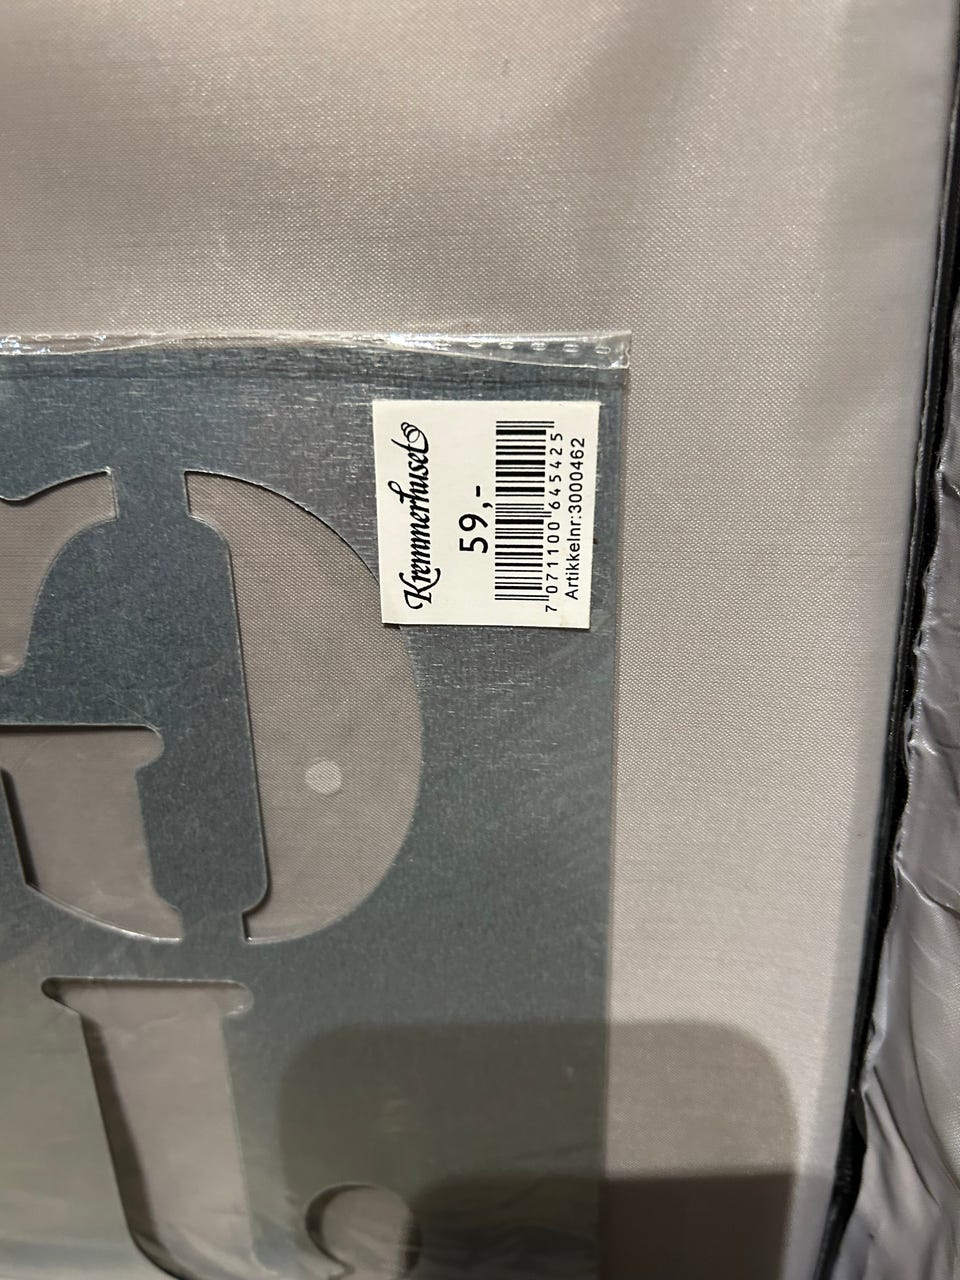 Kremmerhuset
59,-
7 071100 645425
Artikkelnr:3000462